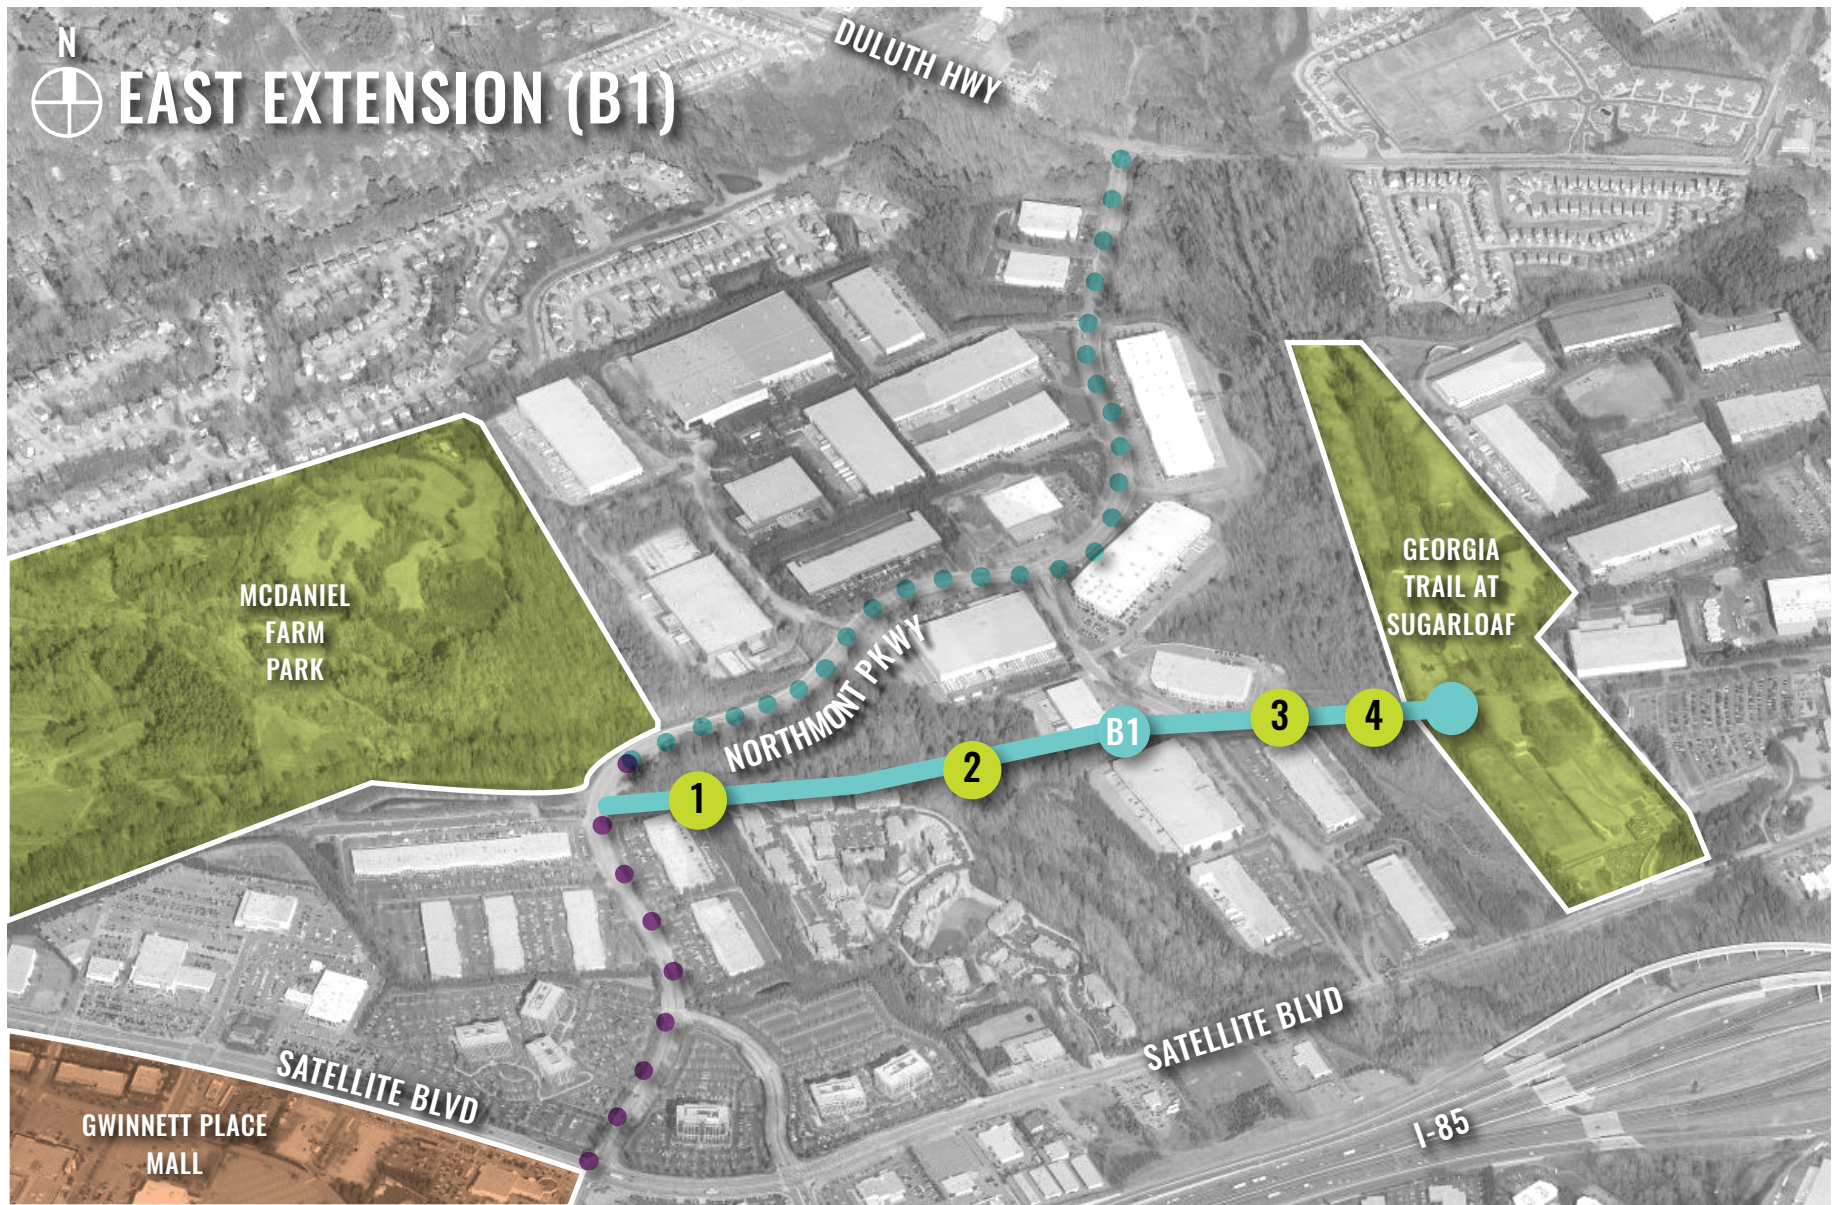 N
EAST EXTENSION (B1)
DULUTH HWY
MCDANIEL
FARM
PARK
GEORGIA
TRAIL AT
SUGARLOAF
NORTHMONT PKWY
1
2
B1
3
4
SATELLITE BLVD
SATELLITE BLVD
I-85
GWINNETT PLACE
MALL